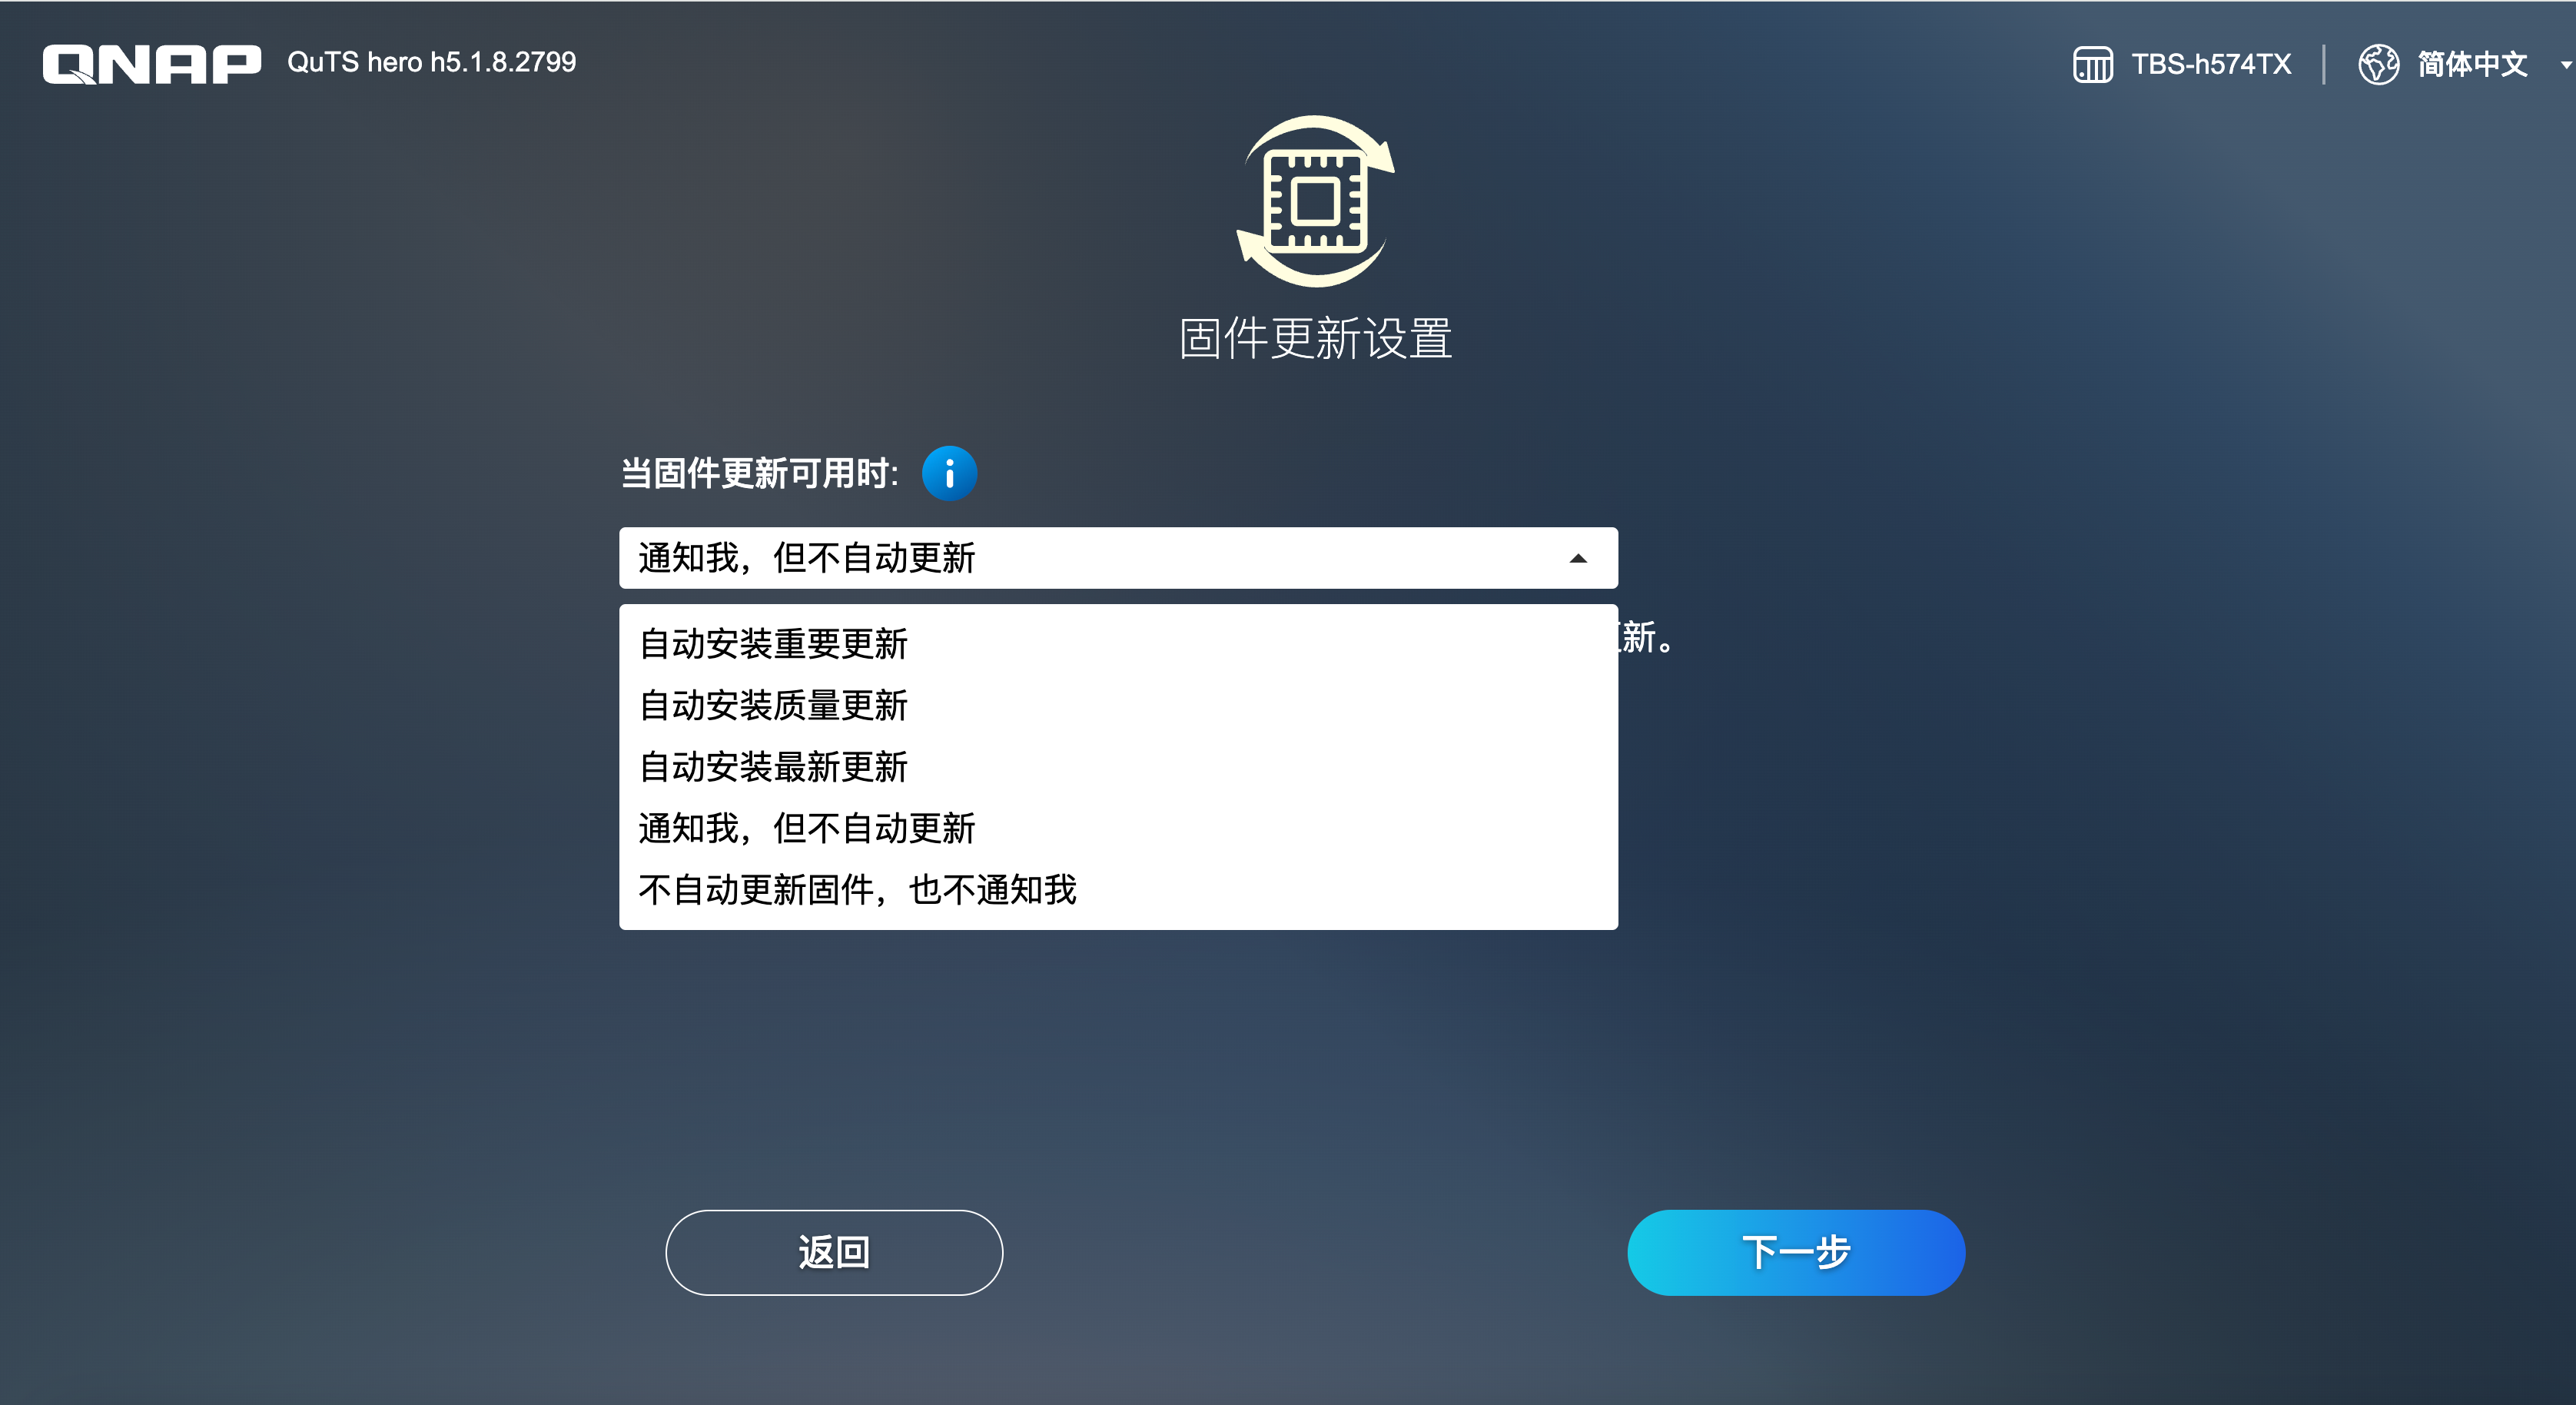 QNAP QuTS hero h5.1.8.2799
TBS-h574TX 简体中文
固件更新设置
当固件更新可用时:
通知我，但不自动更新
新。
自动安装重要更新
自动安装质量更新
自动安装最新更新
通知我，但不自动更新
不自动更新固件，也不通知我
返回
下一步